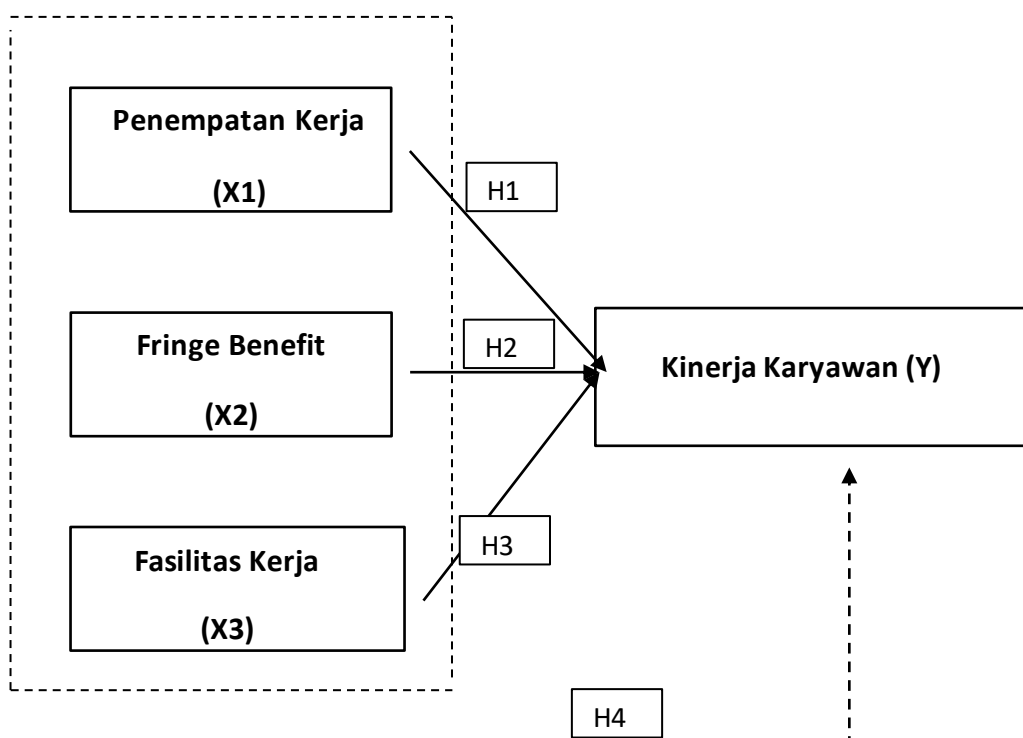 Penempatan Kerja
(X1)
H1
Fringe Benefit
(X2)
H2
Kinerja Karyawan (Y)
Fasilitas Kerja
(X3)
H3
H4